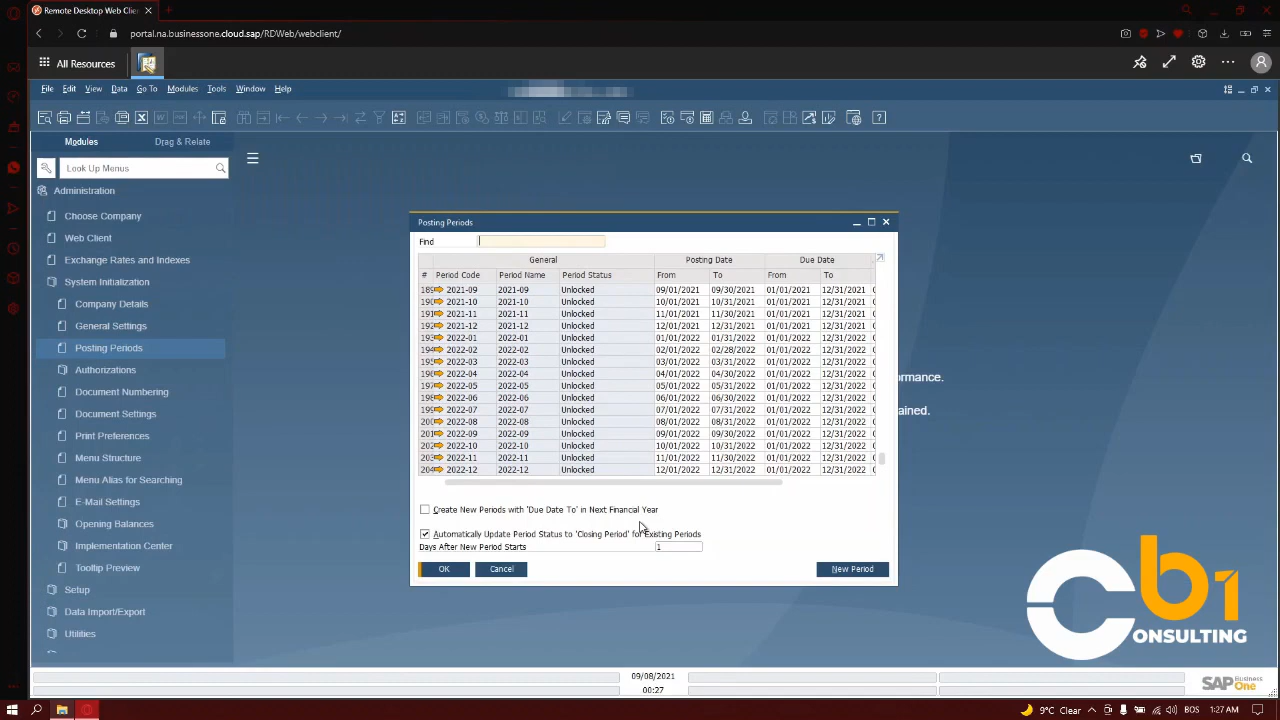 Remote Desktop Web Clie
portal.na.businessone.cloud.sap/RDWeb/webclient/
All Resources
File Edit View Data Go To Modules Tools Window Help
Modules Drag & Relate
Look Up Menus
Administration
Choose Company
Web Client
Exchange Rates and Indexes
System Initialization
Company Details
General Settings
Posting Periods
Authorizations
Document Numbering
Document Settings
Print Preferences
Menu Structure
Menu Alias for Searching
E-Mail Settings
Opening Balances
Implementation Center
Tooltip Preview
Setup
Data Import/Export
Utilities
Posting Periods
Find
General Posting Date Due Date
# Period Code Period Name Period Status From To From To
189 2021-09 2021-09 Unlocked 09/01/2021 09/30/2021 01/01/2021 12/31/2021
190 2021-10 2021-10 Unlocked 10/01/2021 10/31/2021 01/01/2021 12/31/2021
191 2021-11 2021-11 Unlocked 11/01/2021 11/30/2021 01/01/2021 12/31/2021
192 2021-12 2021-12 Unlocked 12/01/2021 12/31/2021 01/01/2021 12/31/2021
193 2022-01 2022-01 Unlocked 01/01/2022 01/31/2022 01/01/2022 12/31/2022
194 2022-02 2022-02 Unlocked 02/01/2022 02/28/2022 01/01/2022 12/31/2022
195 2022-03 2022-03 Unlocked 03/01/2022 03/31/2022 01/01/2022 12/31/2022
196 2022-04 2022-04 Unlocked 04/01/2022 04/30/2022 01/01/2022 12/31/2022
197 2022-05 2022-05 Unlocked 05/01/2022 05/31/2022 01/01/2022 12/31/2022
198 2022-06 2022-06 Unlocked 06/01/2022 06/30/2022 01/01/2022 12/31/2022
199 2022-07 2022-07 Unlocked 07/01/2022 07/31/2022 01/01/2022 12/31/2022
200 2022-08 2022-08 Unlocked 08/01/2022 08/31/2022 01/01/2022 12/31/2022
201 2022-09 2022-09 Unlocked 09/01/2022 09/30/2022 01/01/2022 12/31/2022
202 2022-10 2022-10 Unlocked 10/01/2022 10/31/2022 01/01/2022 12/31/2022
203 2022-11 2022-11 Unlocked 11/01/2022 11/30/2022 01/01/2022 12/31/2022
204 2022-12 2022-12 Unlocked 12/01/2022 12/31/2022 01/01/2022 12/31/2022
Create New Periods with 'Due Date To' in Next Financial Year
Automatically Update Period Status to 'Closing Period' for Existing Periods
Days After New Period Starts 1
OK Cancel New Period
ormance.
ained.
cb1
ONSULTING
09/08/2021
00:27
SAP Business One
9°C Clear BOS 1:27 AM